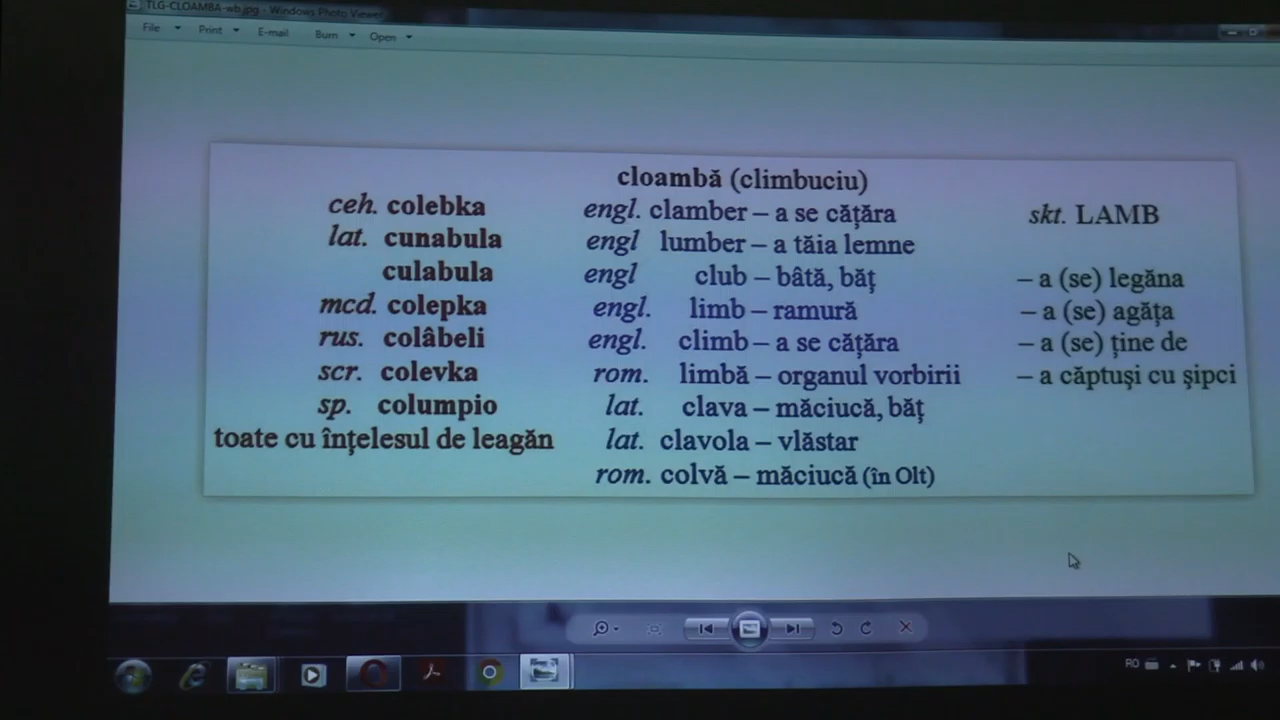 TLG-CLOAMBA-wb.jpg - Windows Photo Viewer
File Print E-mail Burn Open
cloambă (climbuciu)
ceh. colebka
lat. cunabula
culabula
mcd. colepka
rus. colâbeli
scr. colevka
sp. columpio
toate cu înțelesul de leagăn
engl. clamber – a se cățăra
engl lumber – a tăia lemne
engl club – bâtă, băț
engl. limb – ramură
engl. climb – a se cățăra
rom. limbă – organul vorbirii
lat. clava – măciucă, băț
lat. clavola – vlăstar
rom. colvă – măciucă (în Olt)
skt. LAMB
– a (se) legăna
– a (se) agăța
– a (se) ține de
– a căptuși cu șipci
RO